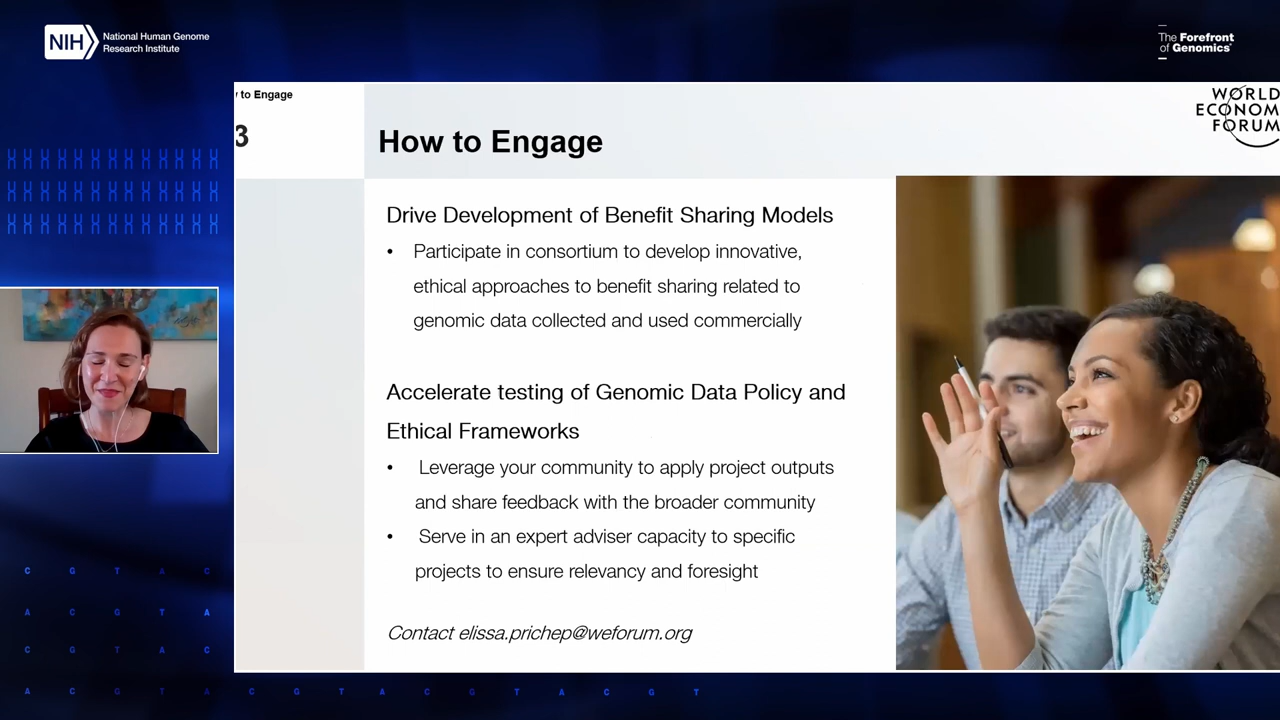 NIH
National Human Genome
Research Institute
The Forefront
of Genomics®
to Engage
3
How to Engage
WORLD
ECONOM
FORUM
Drive Development of Benefit Sharing Models
• Participate in consortium to develop innovative,
ethical approaches to benefit sharing related to
genomic data collected and used commercially
Accelerate testing of Genomic Data Policy and
Ethical Frameworks
• Leverage your community to apply project outputs
and share feedback with the broader community
• Serve in an expert adviser capacity to specific
projects to ensure relevancy and foresight
Contact elissa.prichep@weforum.org
C G T A C
A C G T A
C G T A C
A C G T A C G T A C G T A C G T